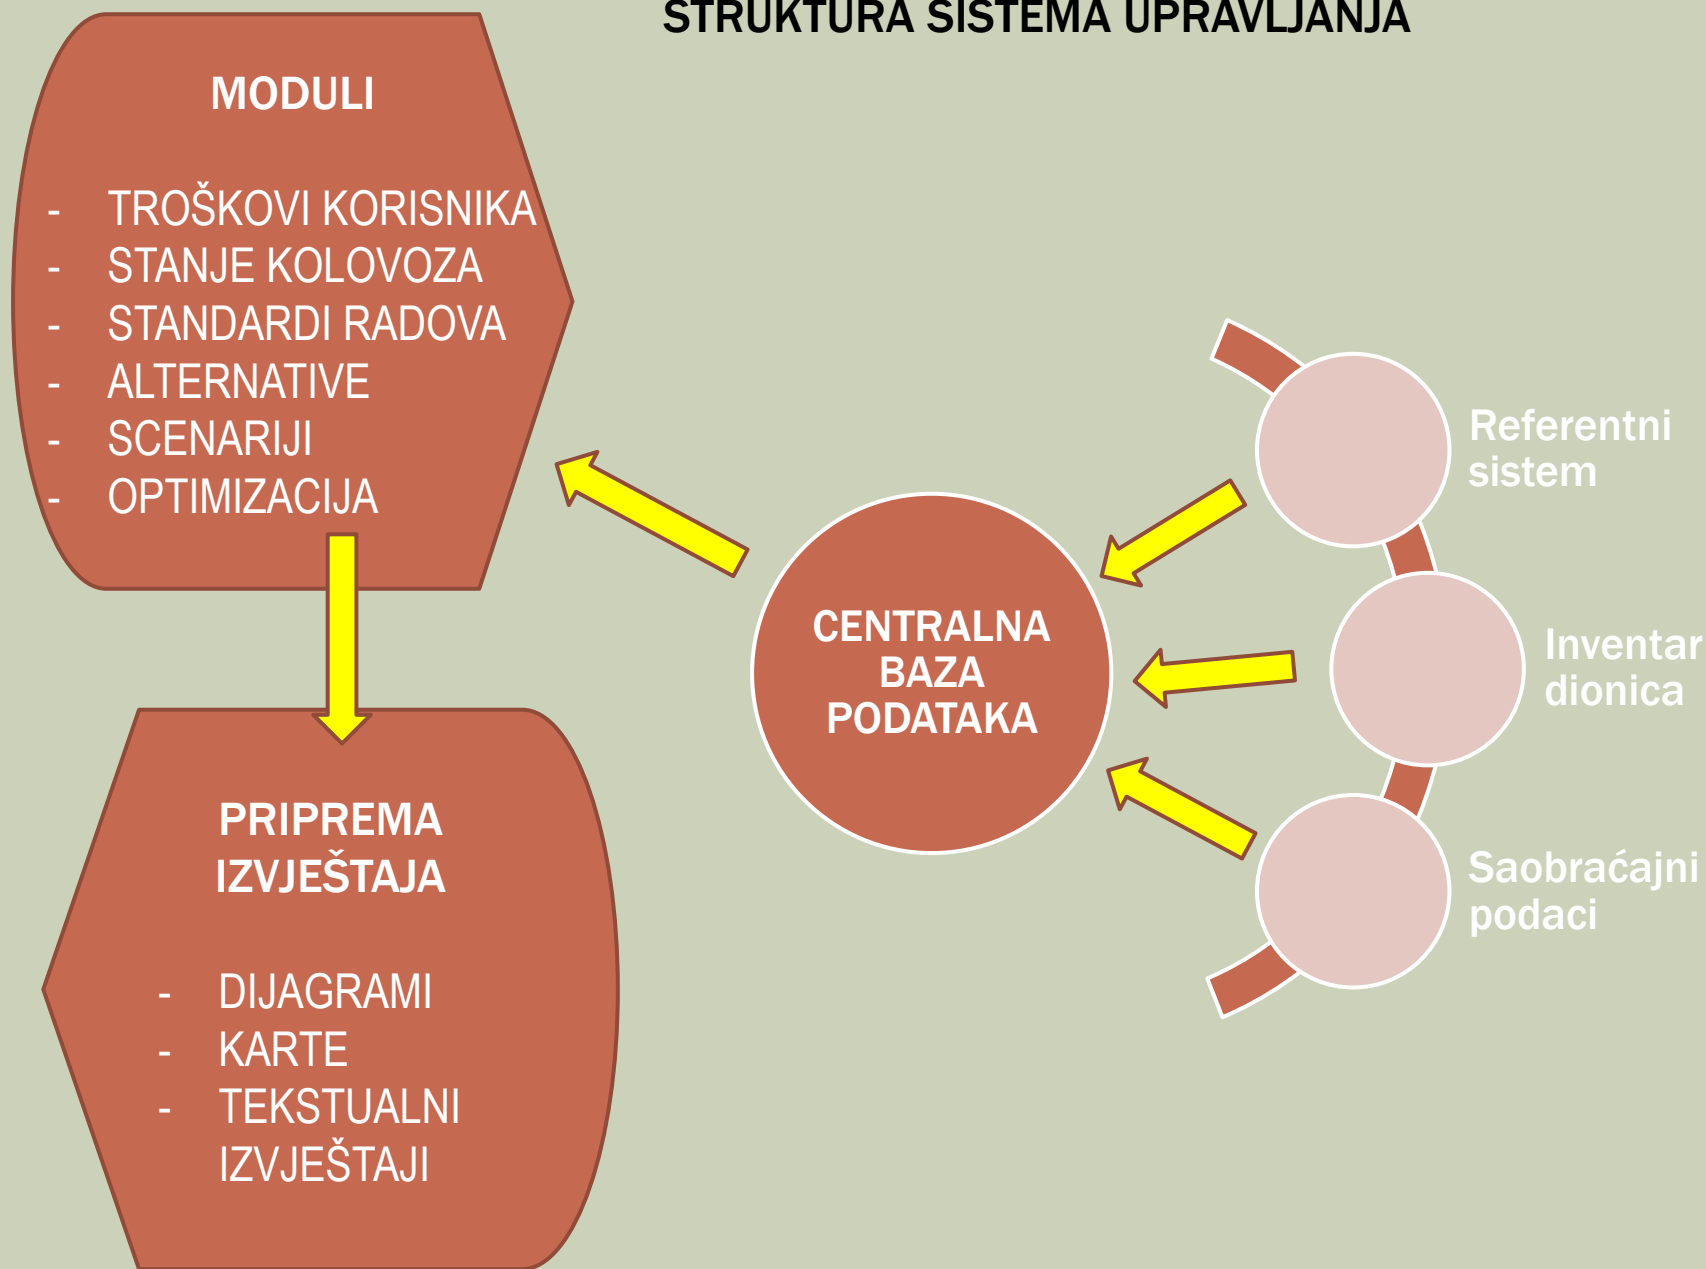 STRUKTURA SISTEMA UPRAVLJANJA
MODULI
- TROŠKOVI KORISNIKA
- STANJE KOLOVOZA
- STANDARDI RADOVA
- ALTERNATIVE
- SCENARIJI
- OPTIMIZACIJA
PRIPREMA
IZVJEŠTAJA
- DIJAGRAMI
- KARTE
- TEKSTUALNI
IZVJEŠTAJI
CENTRALNA
BAZA
PODATAKA
Referentni
sistem
Inventar
dionica
Saobraćajni
podaci